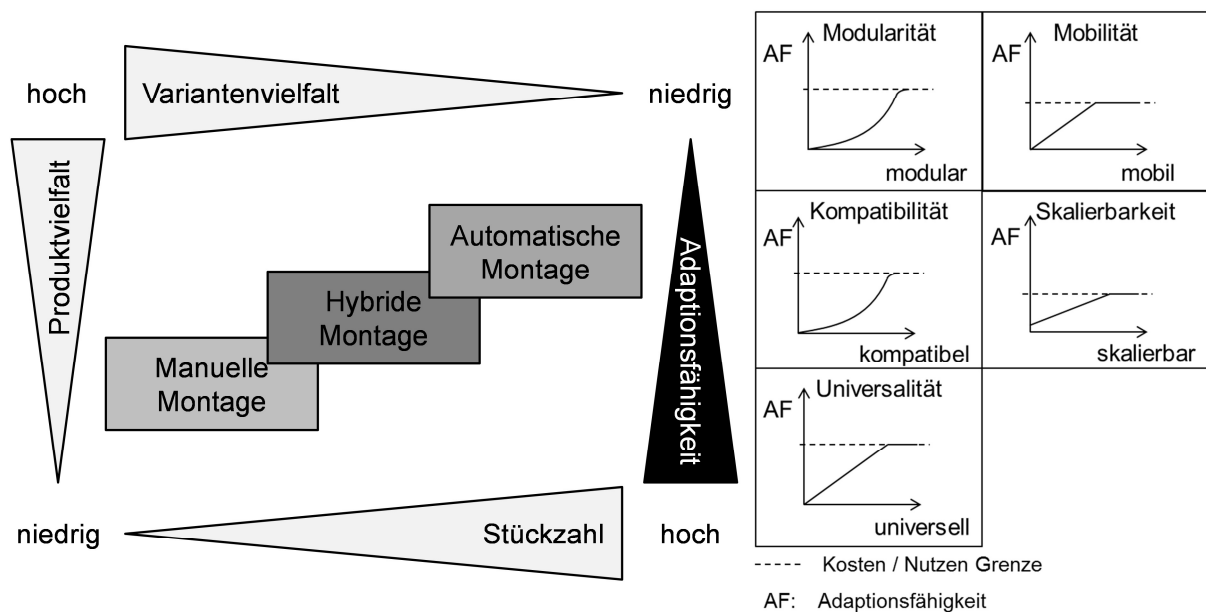 hoch
Variantenvielfalt
niedrig
Produktvielfalt
Automatische
Montage
Hybride
Montage
Manuelle
Montage
Adaptionsfähigkeit
niedrig
Stückzahl
hoch
Modularität
AF
modular
Mobilität
AF
mobil
Kompatibilität
AF
kompatibel
Skalierbarkeit
AF
skalierbar
Universalität
AF
universell
Kosten / Nutzen Grenze
AF: Adaptionsfähigkeit